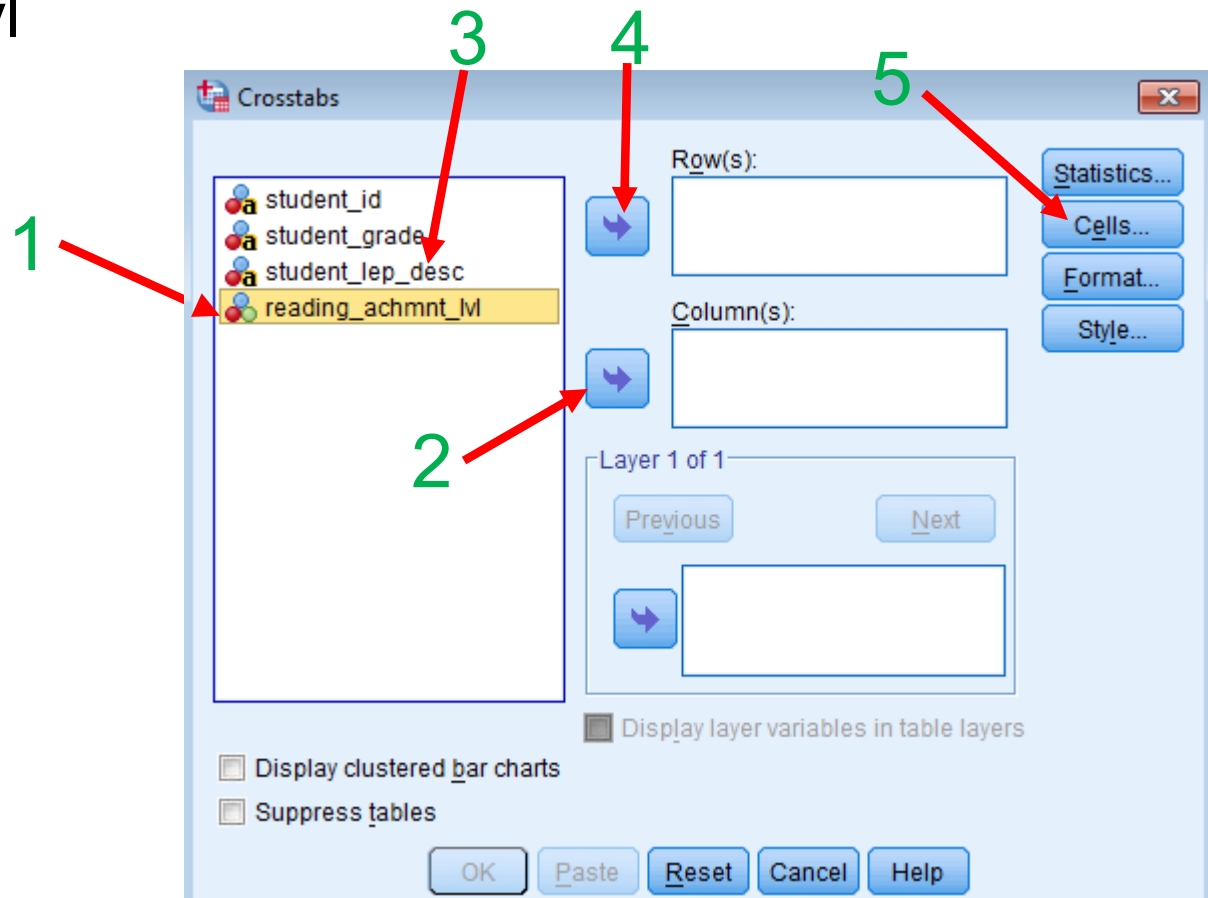 3
4
5
Crosstabs
Row(s):
Statistics...
student_id
1
student_grade
Cells...
student_lep_desc
Format...
reading_achmnt_lvl
Column(s):
Style...
2
Layer 1 of 1
Previous
Next
Display layer variables in table layers
Display clustered bar charts
Suppress tables
OK
Paste
Reset
Cancel
Help